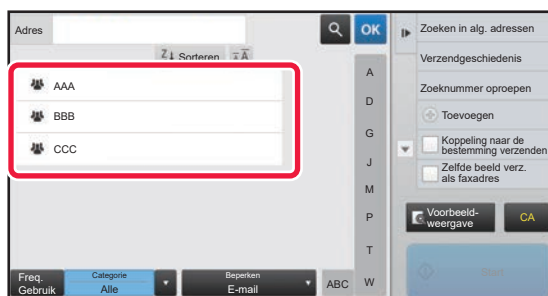 Adres
OK
Sorteren
AAA
BBB
CCC
A
D
G
J
M
P
T
W
Freq.
Gebruik
Categorie
Alle
Beperken
E-mail
ABC
Zoeken in alg. adressen
Verzendgeschiedenis
Zoeknummer oproepen
Toevoegen
Koppeling naar de
bestemming verzenden
Zelfde beeld verz.
als faxadres
Voorbeeld-
weergave
CA
Start